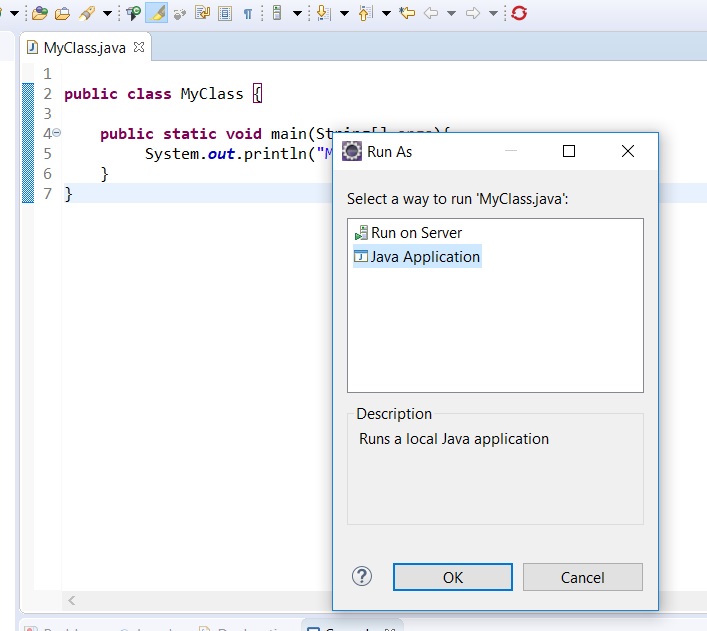 MyClass.java
1
2 public class MyClass {
3
4 public static void main(String[] args){
5 System.out.println("M
6 }
7 }
Run As
Select a way to run 'MyClass.java':
Run on Server
Java Application
Description
Runs a local Java application
OK
Cancel